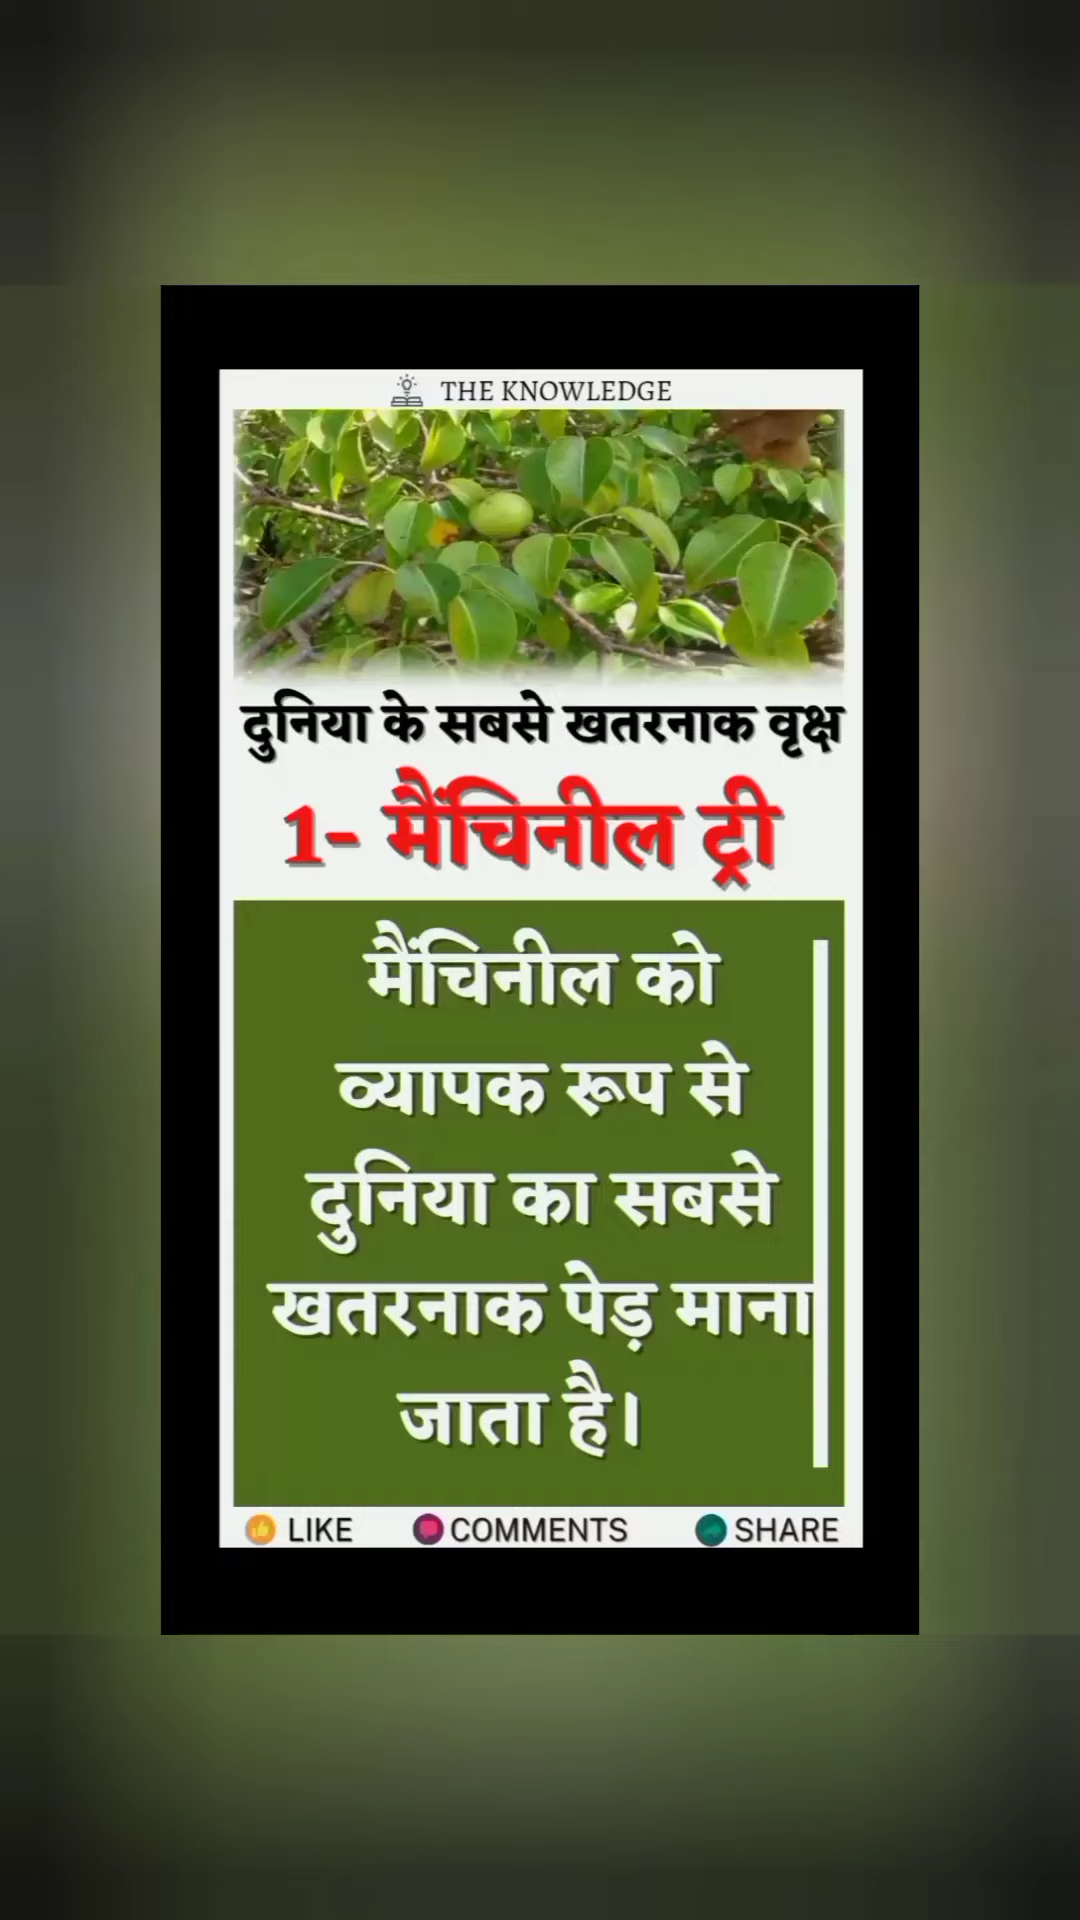 THE KNOWLEDGE
दुनिया के सबसे खतरनाक वृक्ष
1- मैंचिनील ट्री
मैंचिनील को
व्यापक रूप से
दुनिया का सबसे
खतरनाक पेड़ माना
जाता है।
LIKE COMMENTS SHARE